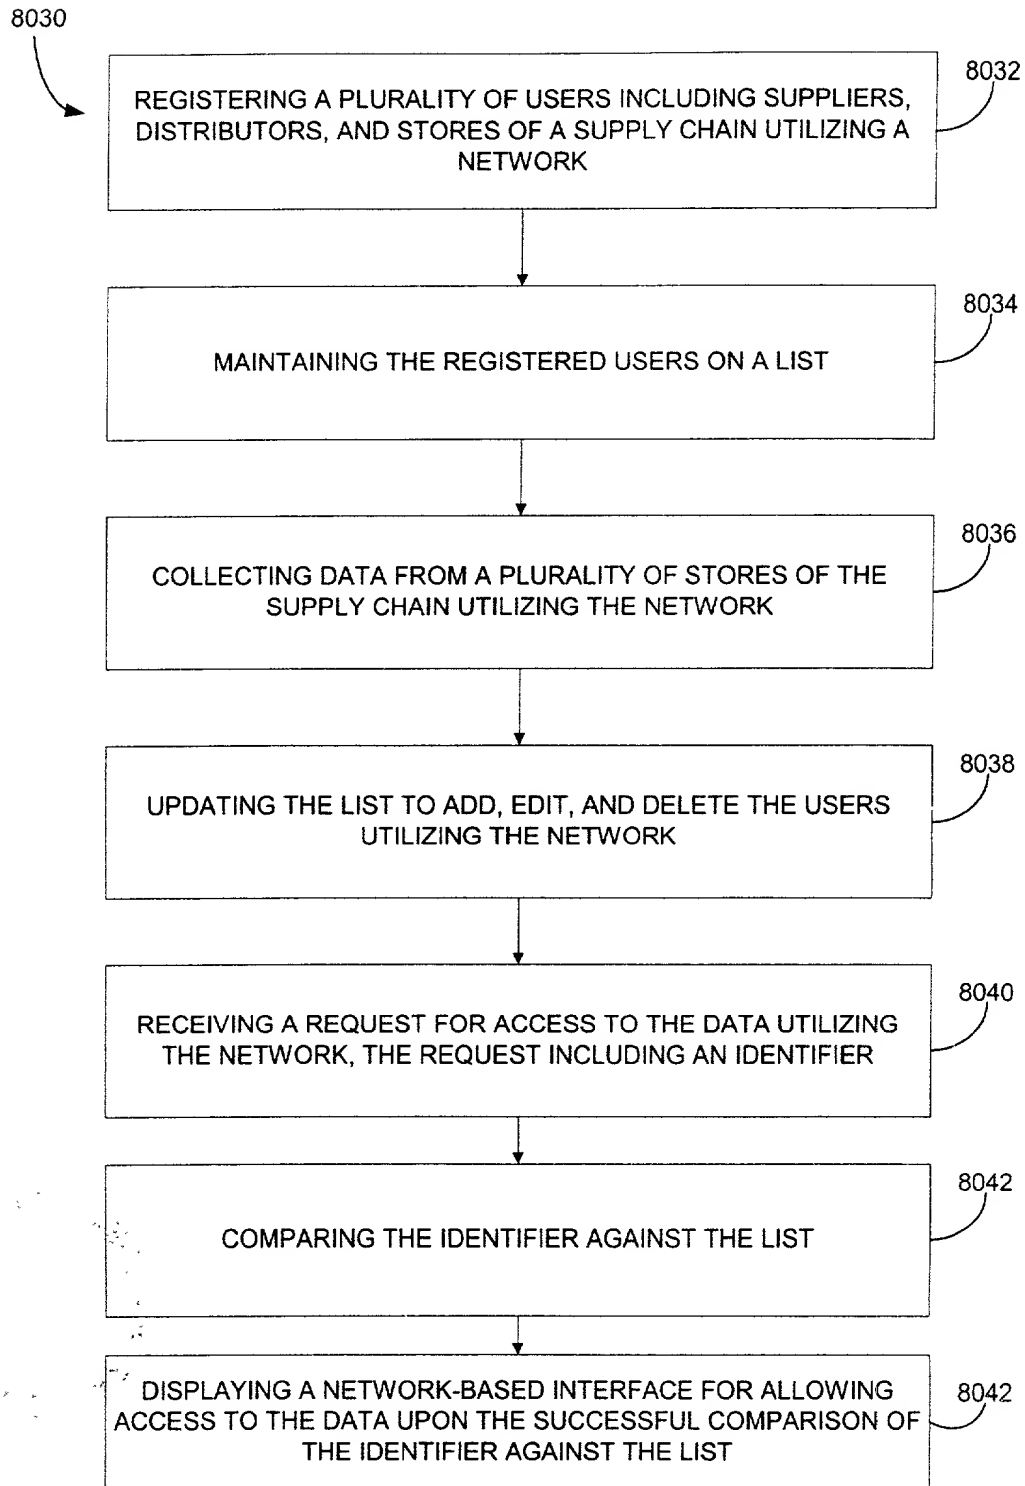 8030
8032
REGISTERING A PLURALITY OF USERS INCLUDING SUPPLIERS,
DISTRIBUTORS, AND STORES OF A SUPPLY CHAIN UTILIZING A
NETWORK
8034
MAINTAINING THE REGISTERED USERS ON A LIST
8036
COLLECTING DATA FROM A PLURALITY OF STORES OF THE
SUPPLY CHAIN UTILIZING THE NETWORK
8038
UPDATING THE LIST TO ADD, EDIT, AND DELETE THE USERS
UTILIZING THE NETWORK
8040
RECEIVING A REQUEST FOR ACCESS TO THE DATA UTILIZING
THE NETWORK, THE REQUEST INCLUDING AN IDENTIFIER
8042
COMPARING THE IDENTIFIER AGAINST THE LIST
8042
DISPLAYING A NETWORK-BASED INTERFACE FOR ALLOWING
ACCESS TO THE DATA UPON THE SUCCESSFUL COMPARISON OF
THE IDENTIFIER AGAINST THE LIST